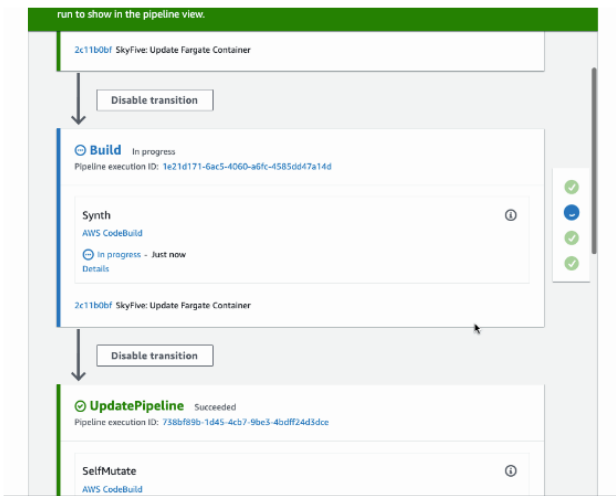 run to show in the pipeline view.
2c11b0bf SkyFive: Update Fargate Container
Disable transition
Build In progress
Pipeline execution ID: 1e21d171-6ac5-4060-a6fc-4585dd47a14d
Synth
AWS CodeBuild
In progress - Just now
Details
2c11b0bf SkyFive: Update Fargate Container
Disable transition
UpdatePipeline Succeeded
Pipeline execution ID: 738bf89b-1d45-4cb7-9be3-4bdff24d3dce
SelfMutate
AWS CodeBuild